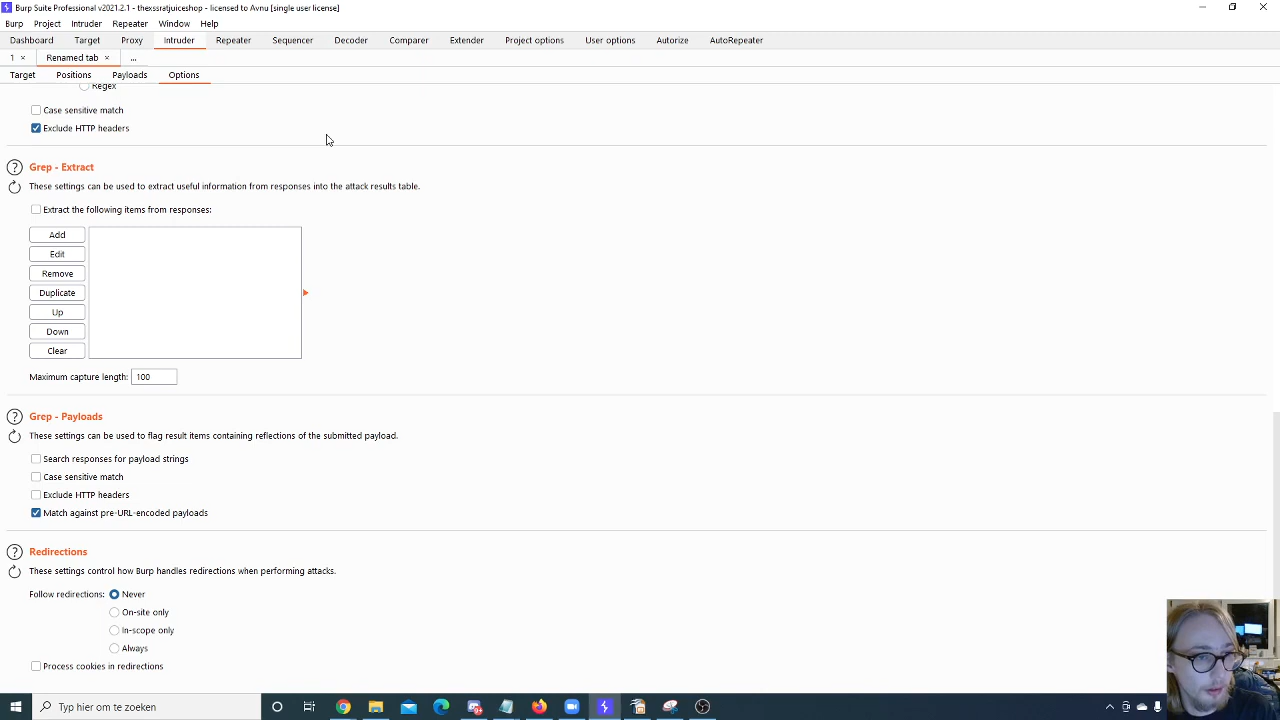 Burp Suite Professional v2021.2.1 - thexssratjuiceshop - licensed to Avnu [single user license]
Burp Project Intruder Repeater Window Help
Dashboard Target Proxy Intruder Repeater Sequencer Decoder Comparer Extender Project options User options Autorize AutoRepeater
1 × Renamed tab × ...
Target Positions Payloads Options
Regex
Case sensitive match
Exclude HTTP headers
? Grep - Extract
These settings can be used to extract useful information from responses into the attack results table.
Extract the following items from responses:
Add
Edit
Remove
Duplicate
Up
Down
Clear
Maximum capture length: 100
? Grep - Payloads
These settings can be used to flag result items containing reflections of the submitted payload.
Search responses for payload strings
Case sensitive match
Exclude HTTP headers
Match against pre-URL-encoded payloads
? Redirections
These settings control how Burp handles redirections when performing attacks.
Follow redirections: Never
On-site only
In-scope only
Always
Process cookies in redirections
Typ hier om te zoeken